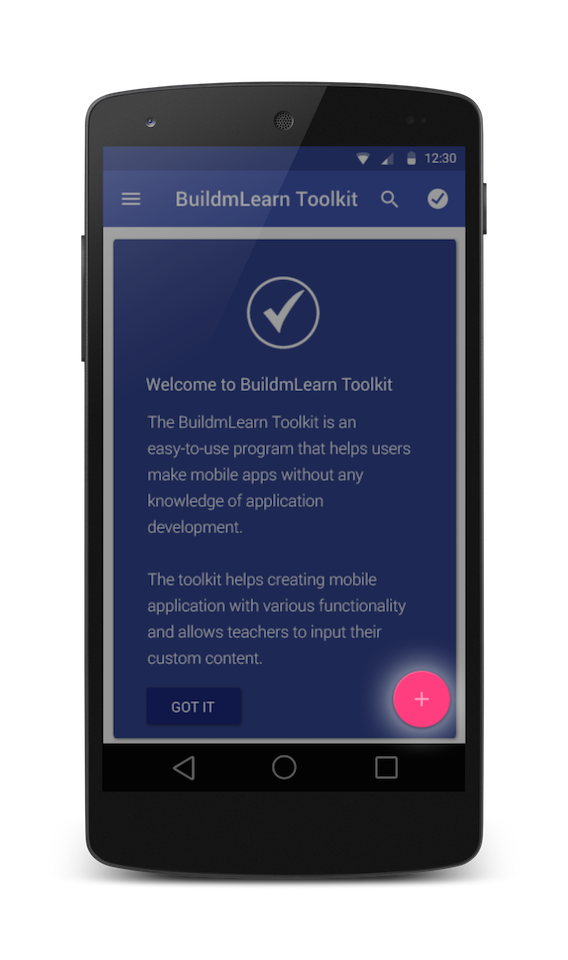 12:30
BuildmLearn Toolkit
Welcome to BuildmLearn Toolkit
The BuildmLearn Toolkit is an
easy-to-use program that helps users
make mobile apps without any
knowledge of application
development.
The toolkit helps creating mobile
application with various functionality
and allows teachers to input their
custom content.
GOT IT
+